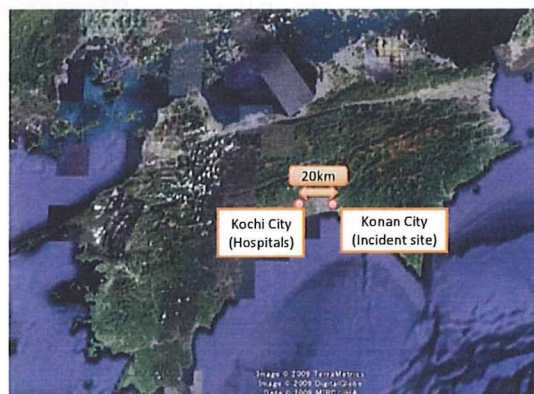 20km
Kochi City
(Hospitals)
Konan City
(Incident site)
Image © 2009 TerraMetrics
Image © 2009 DigitalGlobe